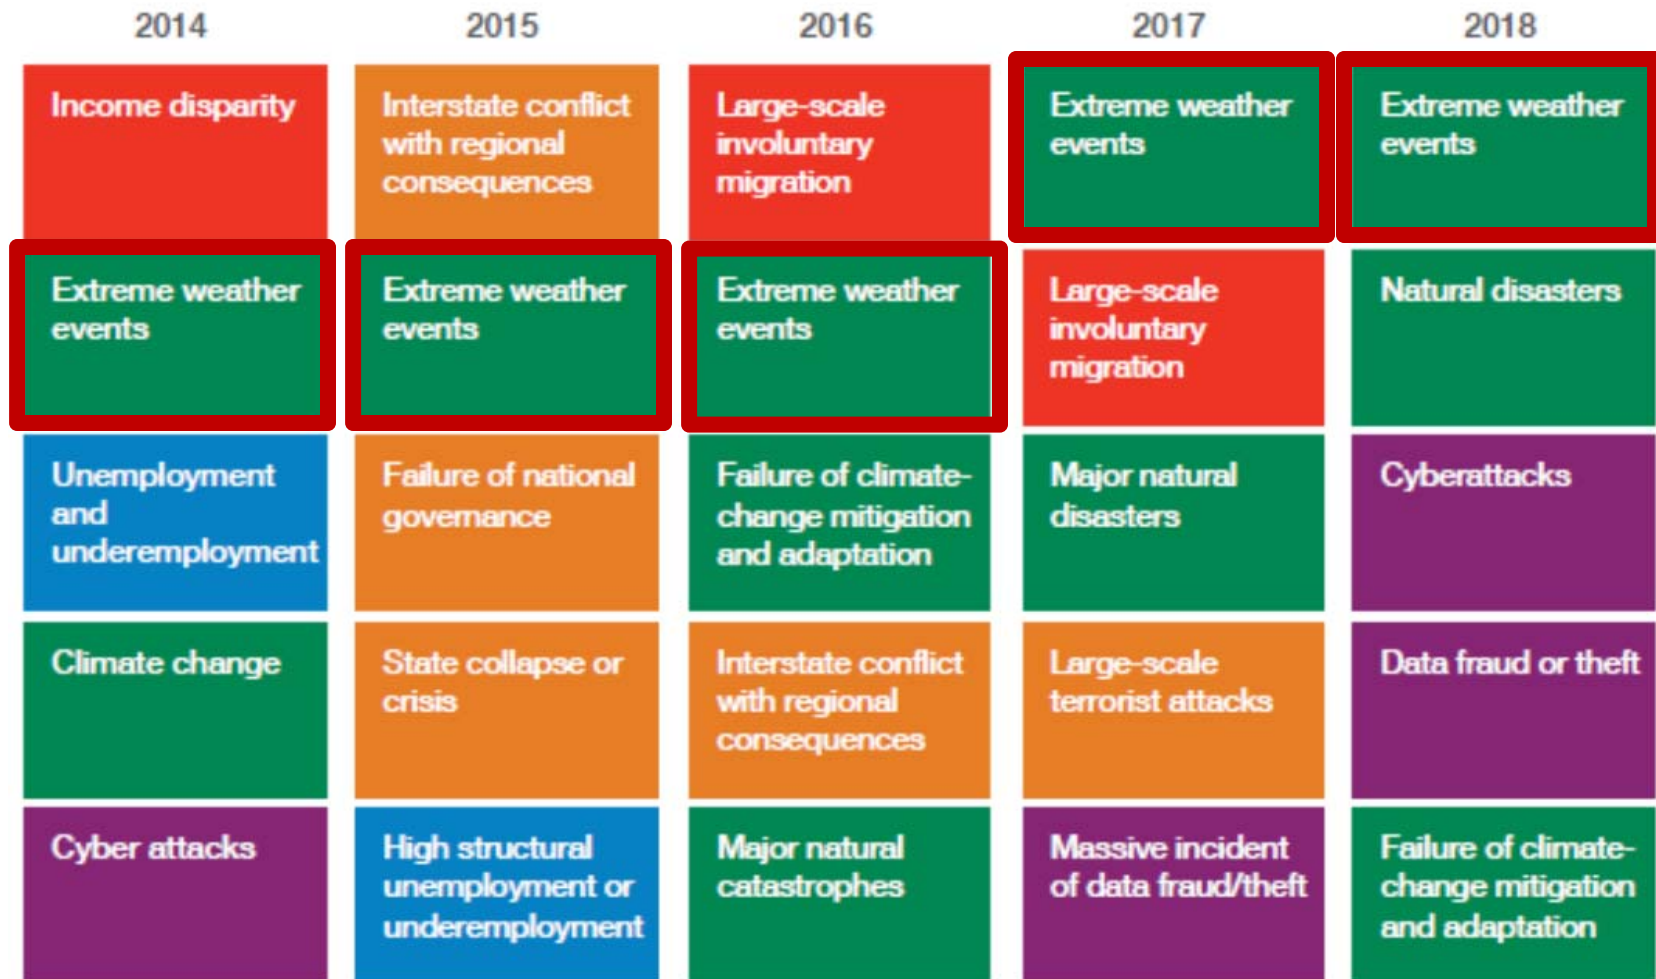 2014 2015 2016 2017 2018
Income disparity
Interstate conflict
with regional
consequences
Large-scale
involuntary
migration
Extreme weather
events
Extreme weather
events
Extreme weather
events
Extreme weather
events
Extreme weather
events
Large-scale
involuntary
migration
Natural disasters
Unemployment
and
underemployment
Failure of national
governance
Failure of climate-
change mitigation
and adaptation
Major natural
disasters
Cyberattacks
Climate change
State collapse or
crisis
Interstate conflict
with regional
consequences
Large-scale
terrorist attacks
Data fraud or theft
Cyber attacks
High structural
unemployment or
underemployment
Major natural
catastrophes
Massive incident
of data fraud/theft
Failure of climate-
change mitigation
and adaptation